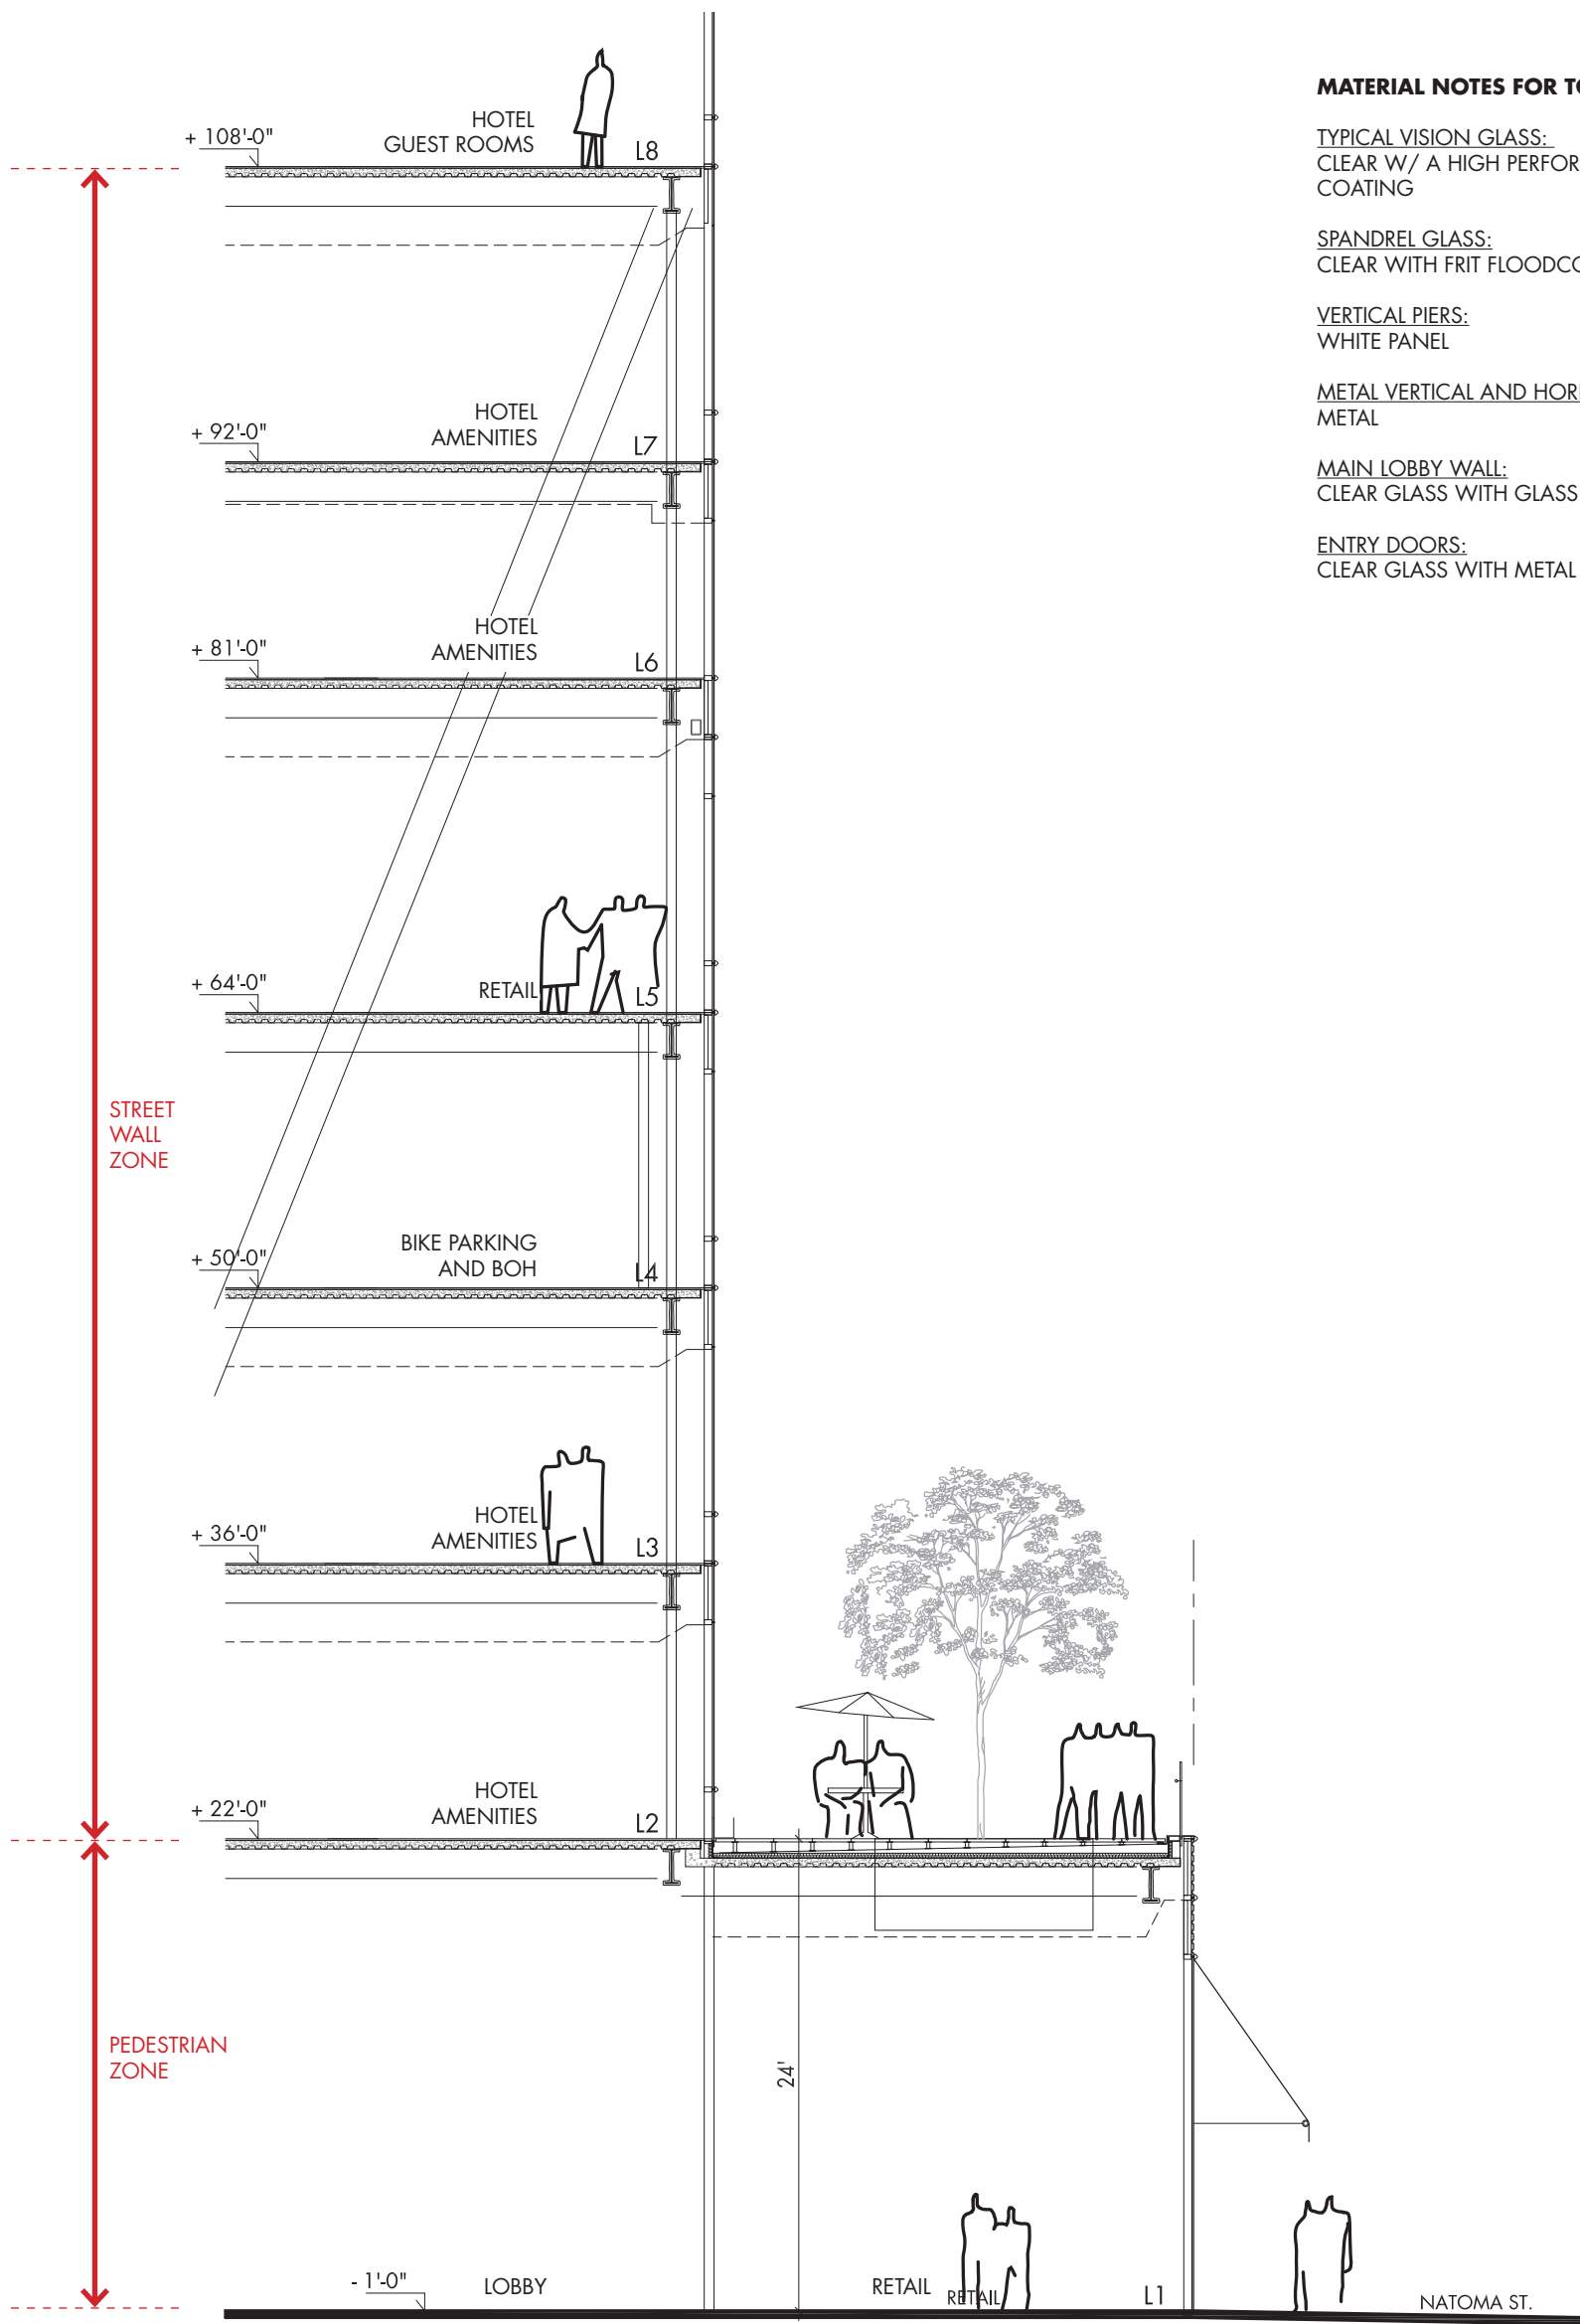 MATERIAL NOTES FOR
TYPICAL VISION GLASS:
CLEAR W/ A HIGH
COATING
SPANDREL GLASS:
CLEAR WITH FRIT
VERTICAL PIERS:
WHITE PANEL
METAL VERTICAL AND
METAL
MAIN LOBBY WALL:
CLEAR GLASS WITH GLASS
ENTRY DOORS:
CLEAR GLASS WITH METAL
+ 108'-0"
HOTEL
GUEST ROOMS
L8
+ 92'-0"
HOTEL
AMENITIES
L7
+ 81'-0"
HOTEL
AMENITIES
L6
+ 64'-0"
RETAIL
L5
STREET
WALL
ZONE
+ 50'-0"
BIKE PARKING
AND BOH
L4
+ 36'-0"
HOTEL
AMENITIES
L3
+ 22'-0"
HOTEL
AMENITIES
L2
PEDESTRIAN
ZONE
24'
- 1'-0"
LOBBY
RETAIL
RETAIL
L1
NATOMA ST.